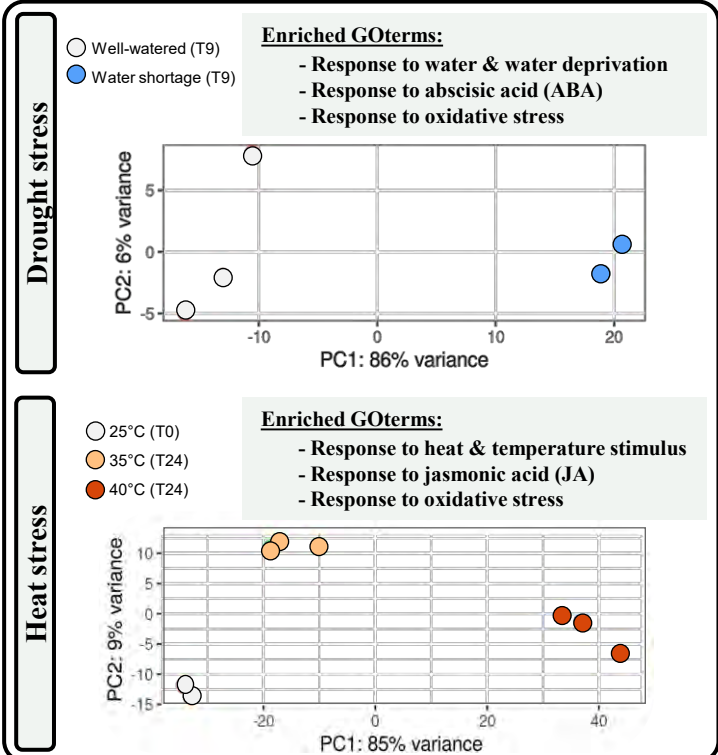 Drought stress
Well-watered (T9)
Water shortage (T9)
Enriched GOterms:
- Response to water & water deprivation
- Response to abscisic acid (ABA)
- Response to oxidative stress
PC2: 6% variance
5
0
-5
-10
0
10
20
PC1: 86% variance
Heat stress
25°C (T0)
35°C (T24)
40°C (T24)
Enriched GOterms:
- Response to heat & temperature stimulus
- Response to jasmonic acid (JA)
- Response to oxidative stress
PC2: 9% variance
10
5
0
-5
-10
-15
-20
0
20
40
PC1: 85% variance